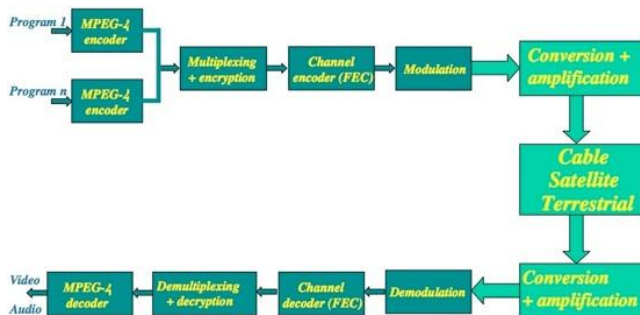 Program 1
MPEG-4
encoder
Program n
MPEG-4
encoder
Multiplexing
+ encryption
Channel
encoder (FEC)
Modulation
Conversion +
amplification
Cable
Satellite
Terrestrial
Conversion
+ amplification
Demodulation
Channel
decoder (FEC)
Demultiplexing
+ decryption
MPEG-4
decoder
Video
Audio